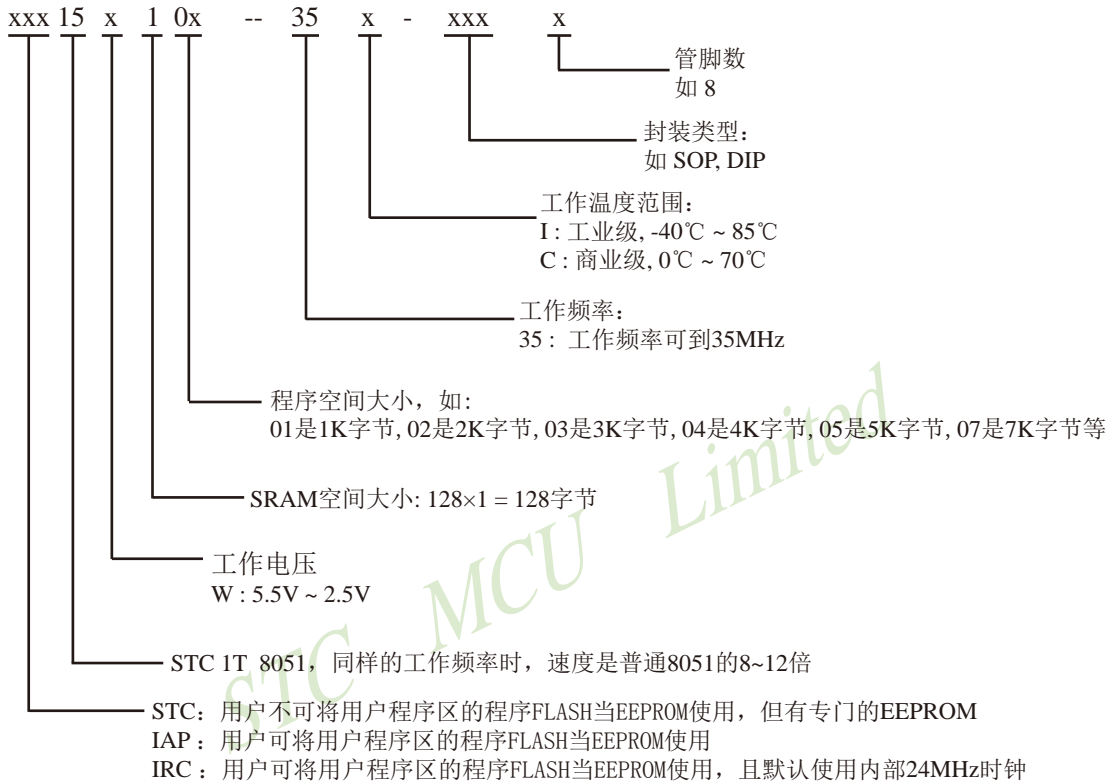 xxx 15 x 1 0x -- 35 x - xxx x
管脚数
如 8
封装类型：
如 SOP, DIP
工作温度范围：
I : 工业级, -40℃ ~ 85℃
C : 商业级, 0℃ ~ 70℃
工作频率：
35 : 工作频率可到35MHz
程序空间大小，如:
01是1K字节, 02是2K字节, 03是3K字节, 04是4K字节, 05是5K字节, 07是7K字节等
SRAM空间大小: 128×1 = 128字节
工作电压
W : 5.5V ~ 2.5V
STC 1T 8051，同样的工作频率时，速度是普通8051的8~12倍
STC：用户不可将用户程序区的程序FLASH当EEPROM使用，但有专门的EEPROM
IAP：用户可将用户程序区的程序FLASH当EEPROM使用
IRC：用户可将用户程序区的程序FLASH当EEPROM使用，且默认使用内部24MHz时钟
STC MCU Limited